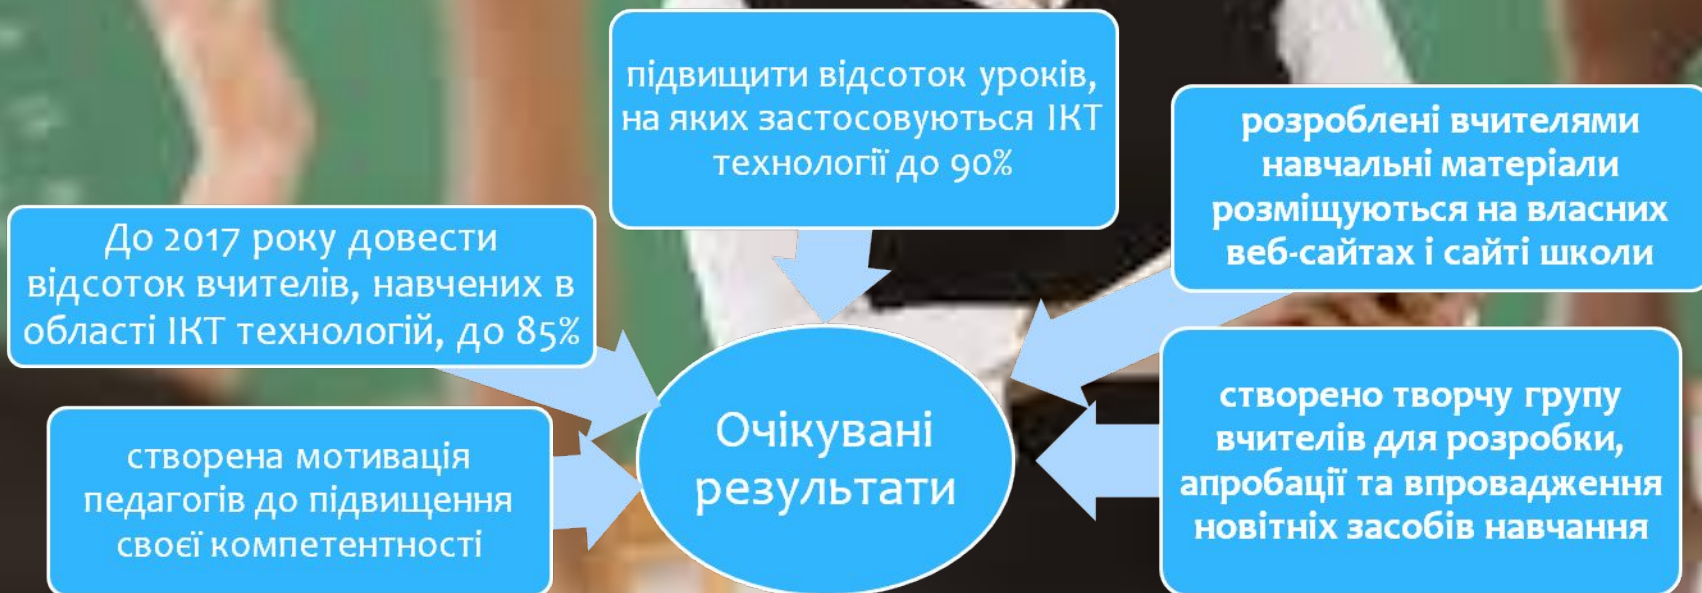 підвищити відсоток уроків,
на яких застосовуються ІКТ
технології до 90%
розроблені вчителями
навчальні матеріали
розміщуються на власних
веб-сайтах і сайті школи
До 2017 року довести
відсоток вчителів, навчених в
області ІКТ технологій, до 85%
створена мотивація
педагогів до підвищення
своєї компетентності
Очікувані
результати
створено творчу групу
вчителів для розробки,
апробації та впровадження
новітніх засобів навчання